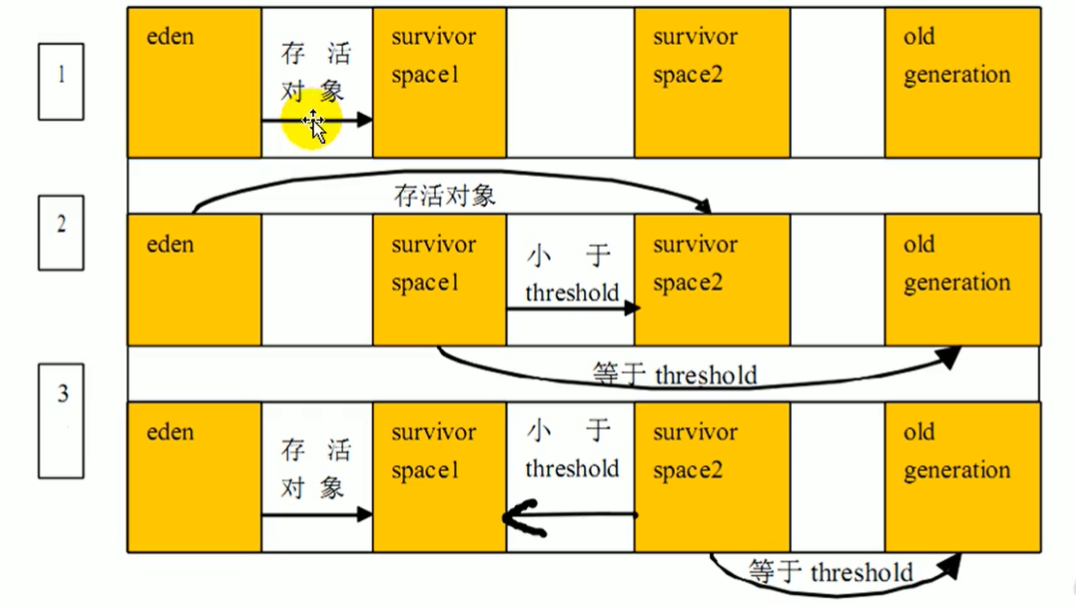 1
eden
存 活
对 象
survivor
space1
survivor
space2
old
generation
2
存活对象
eden
survivor
space1
小 于
threshold
survivor
space2
old
generation
等于 threshold
3
eden
存 活
对 象
survivor
space1
小 于
threshold
survivor
space2
old
generation
等于 threshold